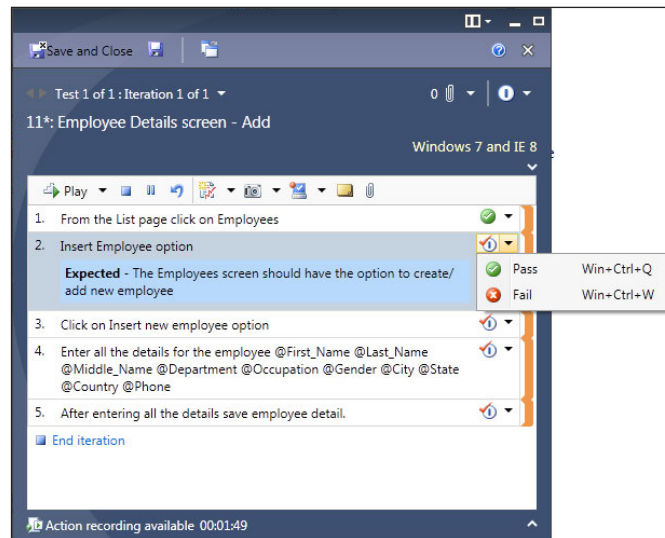 Save and Close
Test 1 of 1 : Iteration 1 of 1
0
11*: Employee Details screen - Add
Windows 7 and IE 8
Play
1. From the List page click on Employees
2. Insert Employee option
Expected - The Employees screen should have the option to create/
add new employee
Pass Win+Ctrl+Q
Fail Win+Ctrl+W
3. Click on Insert new employee option
4. Enter all the details for the employee @First_Name @Last_Name
@Middle_Name @Department @Occupation @Gender @City @State
@Country @Phone
5. After entering all the details save employee detail.
End iteration
Action recording available 00:01:49